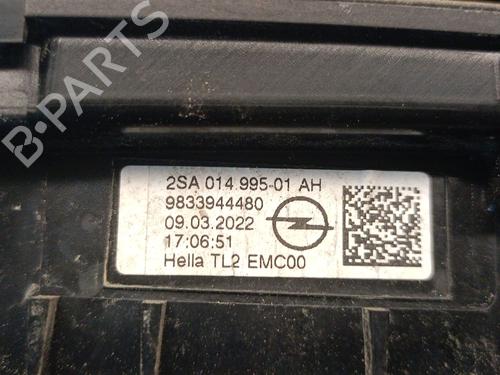 B-PARTS
2SA 014 995-01 AH
9833944480
09.03.2022
17:06:51
Hella TL2 EMC00